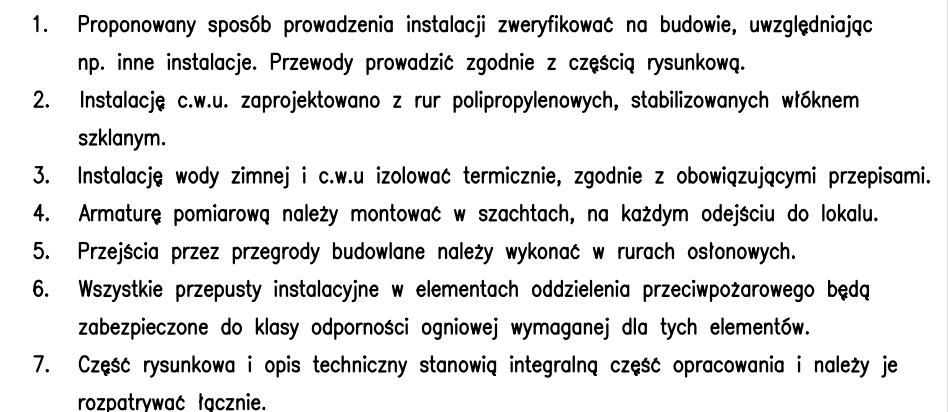 1. Proponowany sposób prowadzenia instalacji zweryfikować na budowie, uwzględniając
np. inne instalacje. Przewody prowadzić zgodnie z częścią rysunkową.
2. Instalację c.w.u. zaprojektowano z rur polipropylenowych, stabilizowanych włóknem
szklanym.
3. Instalację wody zimnej i c.w.u izolować termicznie, zgodnie z obowiązującymi przepisami.
4. Armaturę pomiarową należy montować w szachtach, na każdym odejściu do lokalu.
5. Przejścia przez przegrody budowlane należy wykonać w rurach osłonowych.
6. Wszystkie przepusty instalacyjne w elementach oddzielenia przeciwpożarowego będą
zabezpieczone do klasy odporności ogniowej wymaganej dla tych elementów.
7. Część rysunkowa i opis techniczny stanowią integralną część opracowania i należy je
rozpatrywać łącznie.